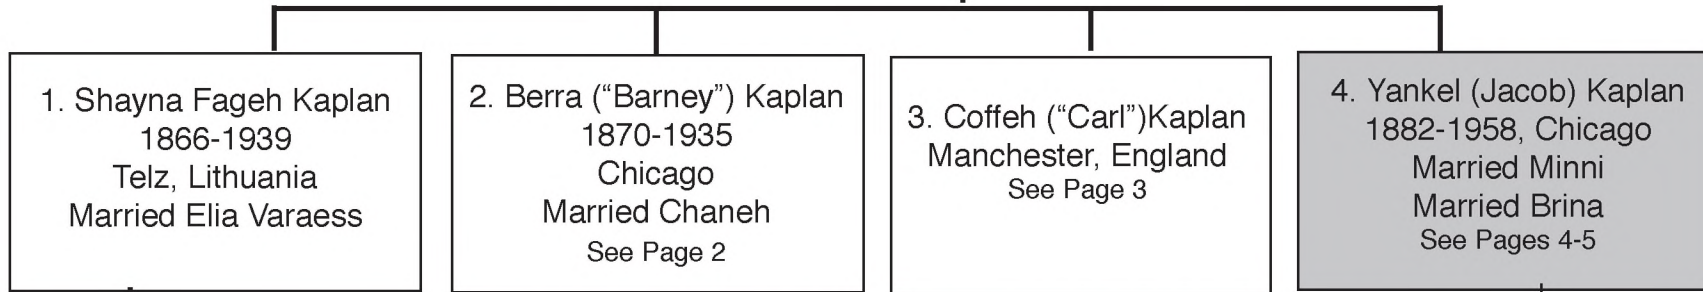 1. Shayna Fageh Kaplan
1866-1939
Telz, Lithuania
Married Elia Varaess
2. Berra (“Barney”) Kaplan
1870-1935
Chicago
Married Chaneh
See Page 2
3. Coffeh (“Carl”)Kaplan
Manchester, England
See Page 3
4. Yankel (Jacob) Kaplan
1882-1958, Chicago
Married Minni
Married Brina
See Pages 4-5